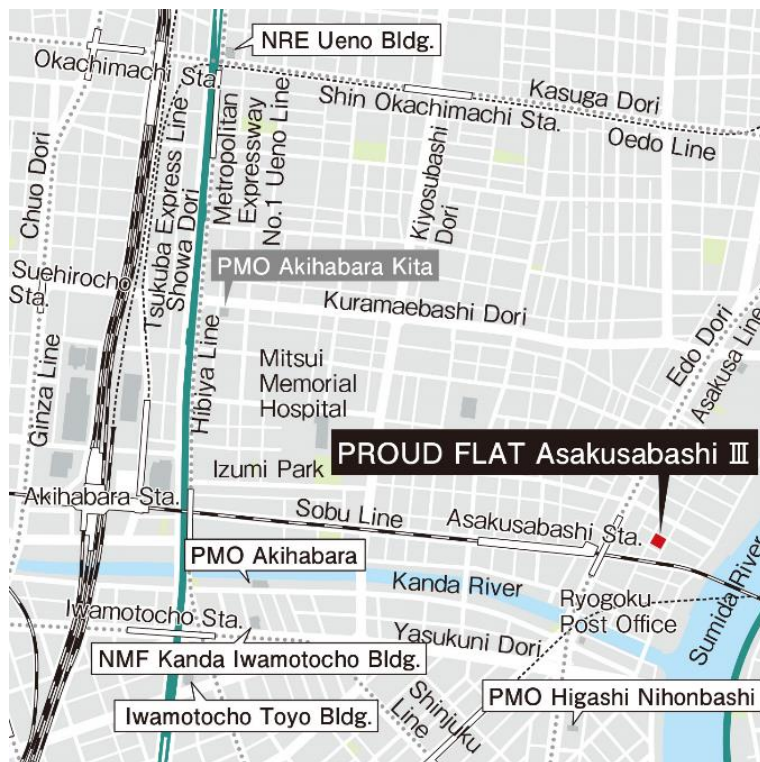 NRE Ueno Bldg.
Okachimachi Sta.
Kasuga Dori
Shin Okachimachi Sta.
Oedo Line
Chuo Dori
Tsukuba Express Line
Showa Dori
Metropolitan
Expressway
No.1 Ueno Line
Kiyosubashi
Dori
PMO Akihabara Kita
Suehirocho
Sta.
Kuramaebashi Dori
Edo Dori
Asakusa Line
Ginza Line
Hibiya Line
Mitsui
Memorial
Hospital
PROUD FLAT Asakusabashi Ⅲ
Izumi Park
Akihabara Sta.
Sobu Line
Asakusabashi Sta.
PMO Akihabara
Kanda River
Sumida River
Ryogoku
Post Office
Iwamotocho Sta.
Yasukuni Dori
NMF Kanda Iwamotocho Bldg.
PMO Higashi Nihonbashi
Iwamotocho Toyo Bldg.
Shinjuku
Line